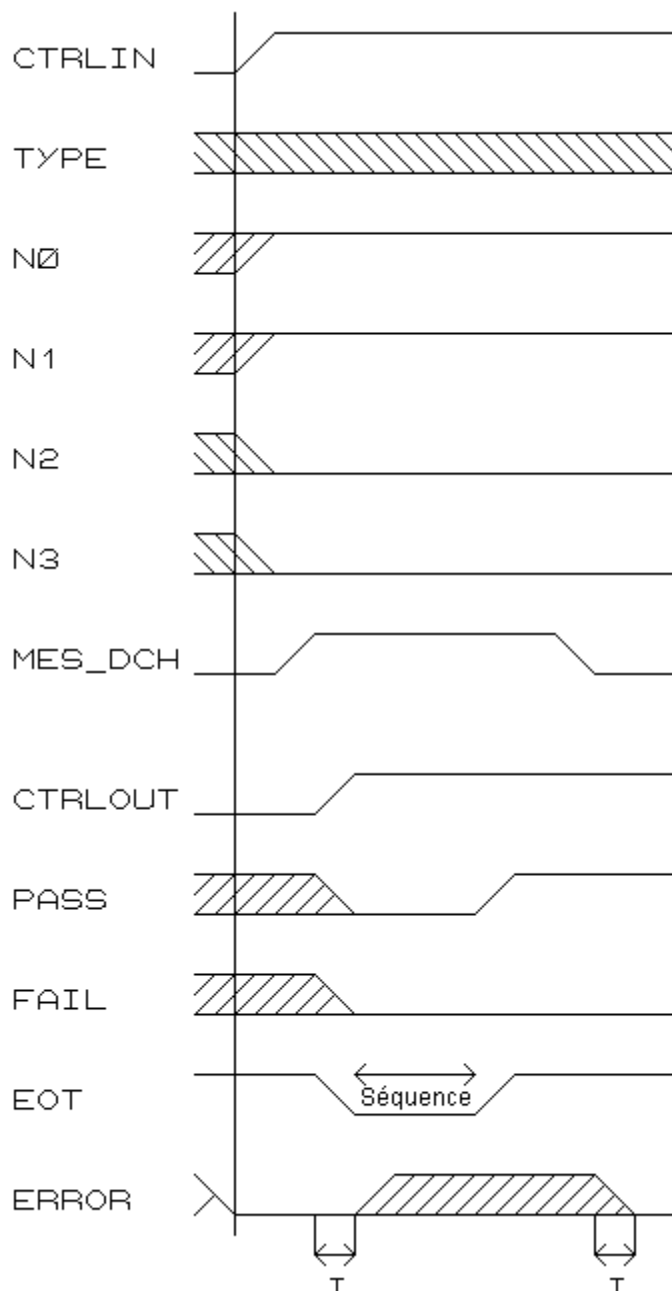 CTRLIN
TYPE
NØ
N1
N2
N3
MES_DCH
CTRLOUT
PASS
FAIL
EOT
Séquence
ERROR
T T